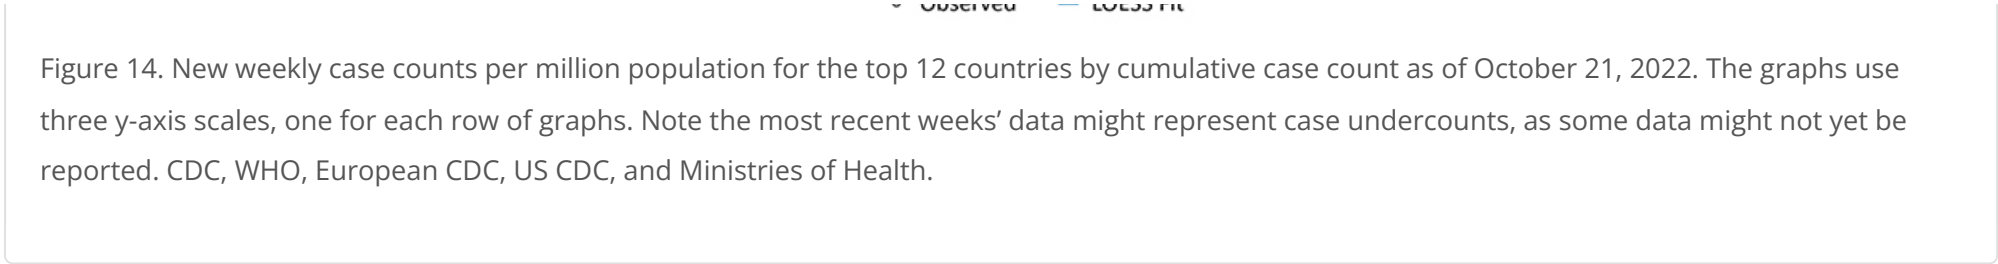 Observed LOESS Fit
Figure 14. New weekly case counts per million population for the top 12 countries by cumulative case count as of October 21, 2022. The graphs use
three y-axis scales, one for each row of graphs. Note the most recent weeks’ data might represent case undercounts, as some data might not yet be
reported. CDC, WHO, European CDC, US CDC, and Ministries of Health.